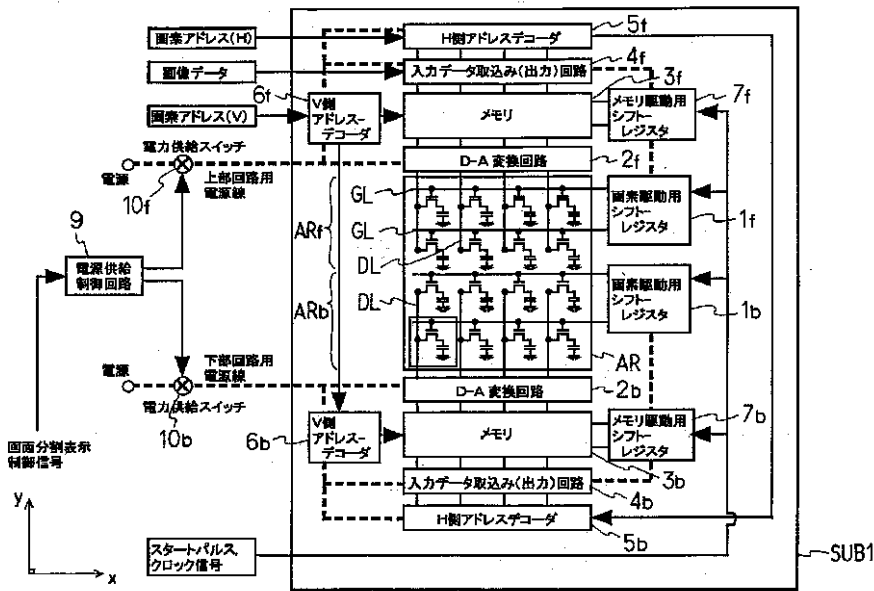 画素アドレス(H)
画像データ
画素アドレス(V)
H側アドレスデコーダ
5f
入力データ取込み(出力)回路
4f
3f
6f
V側
アドレス-
デコーダ
メモリ
メモリ駆動用
シフト-
レジスタ
7f
電力供給スイッチ
電源
10f
上部回路用
電源線
D-A 変換回路
2f
GL
GL
DL
DL
ARf
ARb
画素駆動用
シフト-
レジスタ
1f
9
電源供給
制御回路
画素駆動用
シフト-
レジスタ
1b
AR
下部回路用
電源線
電源
電力供給スイッチ
10b
D-A 変換回路
2b
V側
アドレス-
デコーダ
6b
メモリ
3b
メモリ駆動用
シフト-
レジスタ
7b
画面分割表示
制御信号
入力データ取込み(出力)回路
4b
H側アドレスデコーダ
5b
y
x
スタートパルス、
クロック信号
SUB1